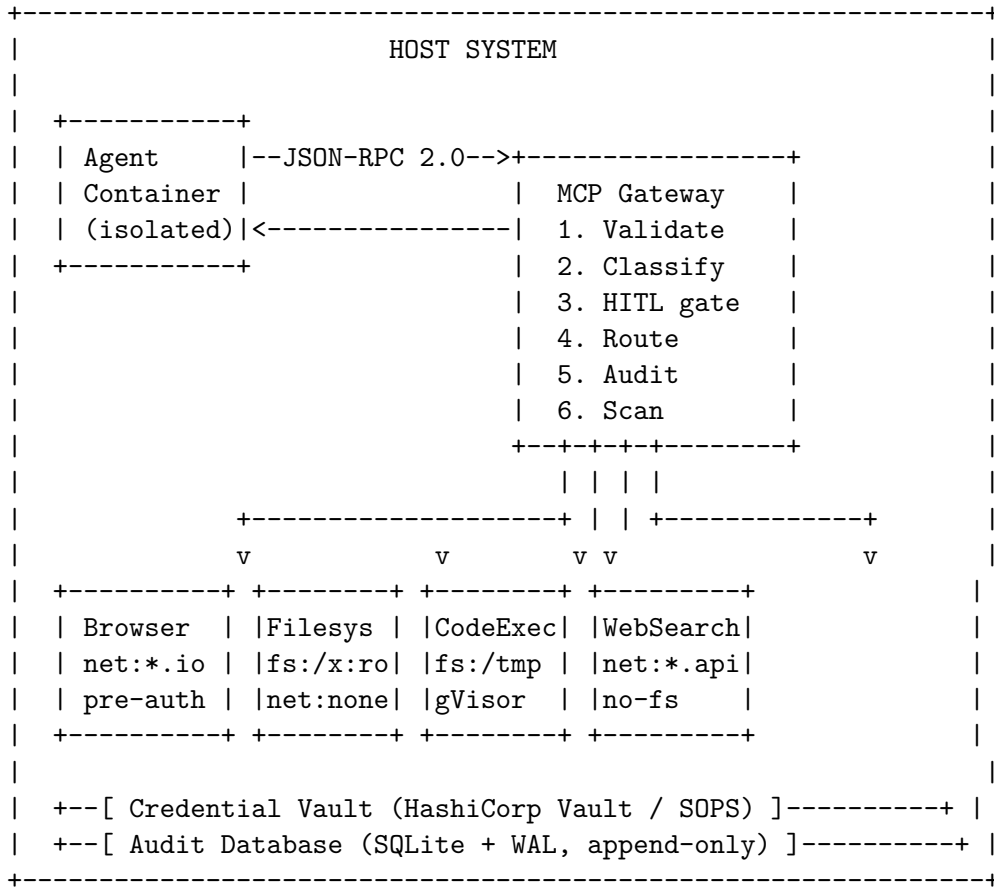 HOST SYSTEM
Agent --JSON-RPC 2.0-->
Container MCP Gateway
(isolated) <---------------- 1. Validate
2. Classify
3. HITL gate
4. Route
5. Audit
6. Scan
v v v v v
Browser Filesys CodeExec WebSearch
net:*.io fs:/x:ro fs:/tmp net:*.api
pre-auth net:none gVisor no-fs
[ Credential Vault (HashiCorp Vault / SOPS) ]
[ Audit Database (SQLite + WAL, append-only) ]